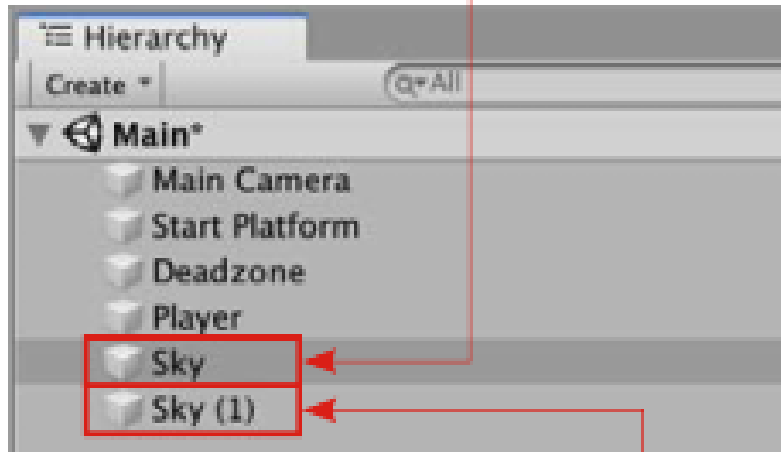 Hierarchy
Create
All
Main*
Main Camera
Start Platform
Deadzone
Player
Sky
Sky (1)